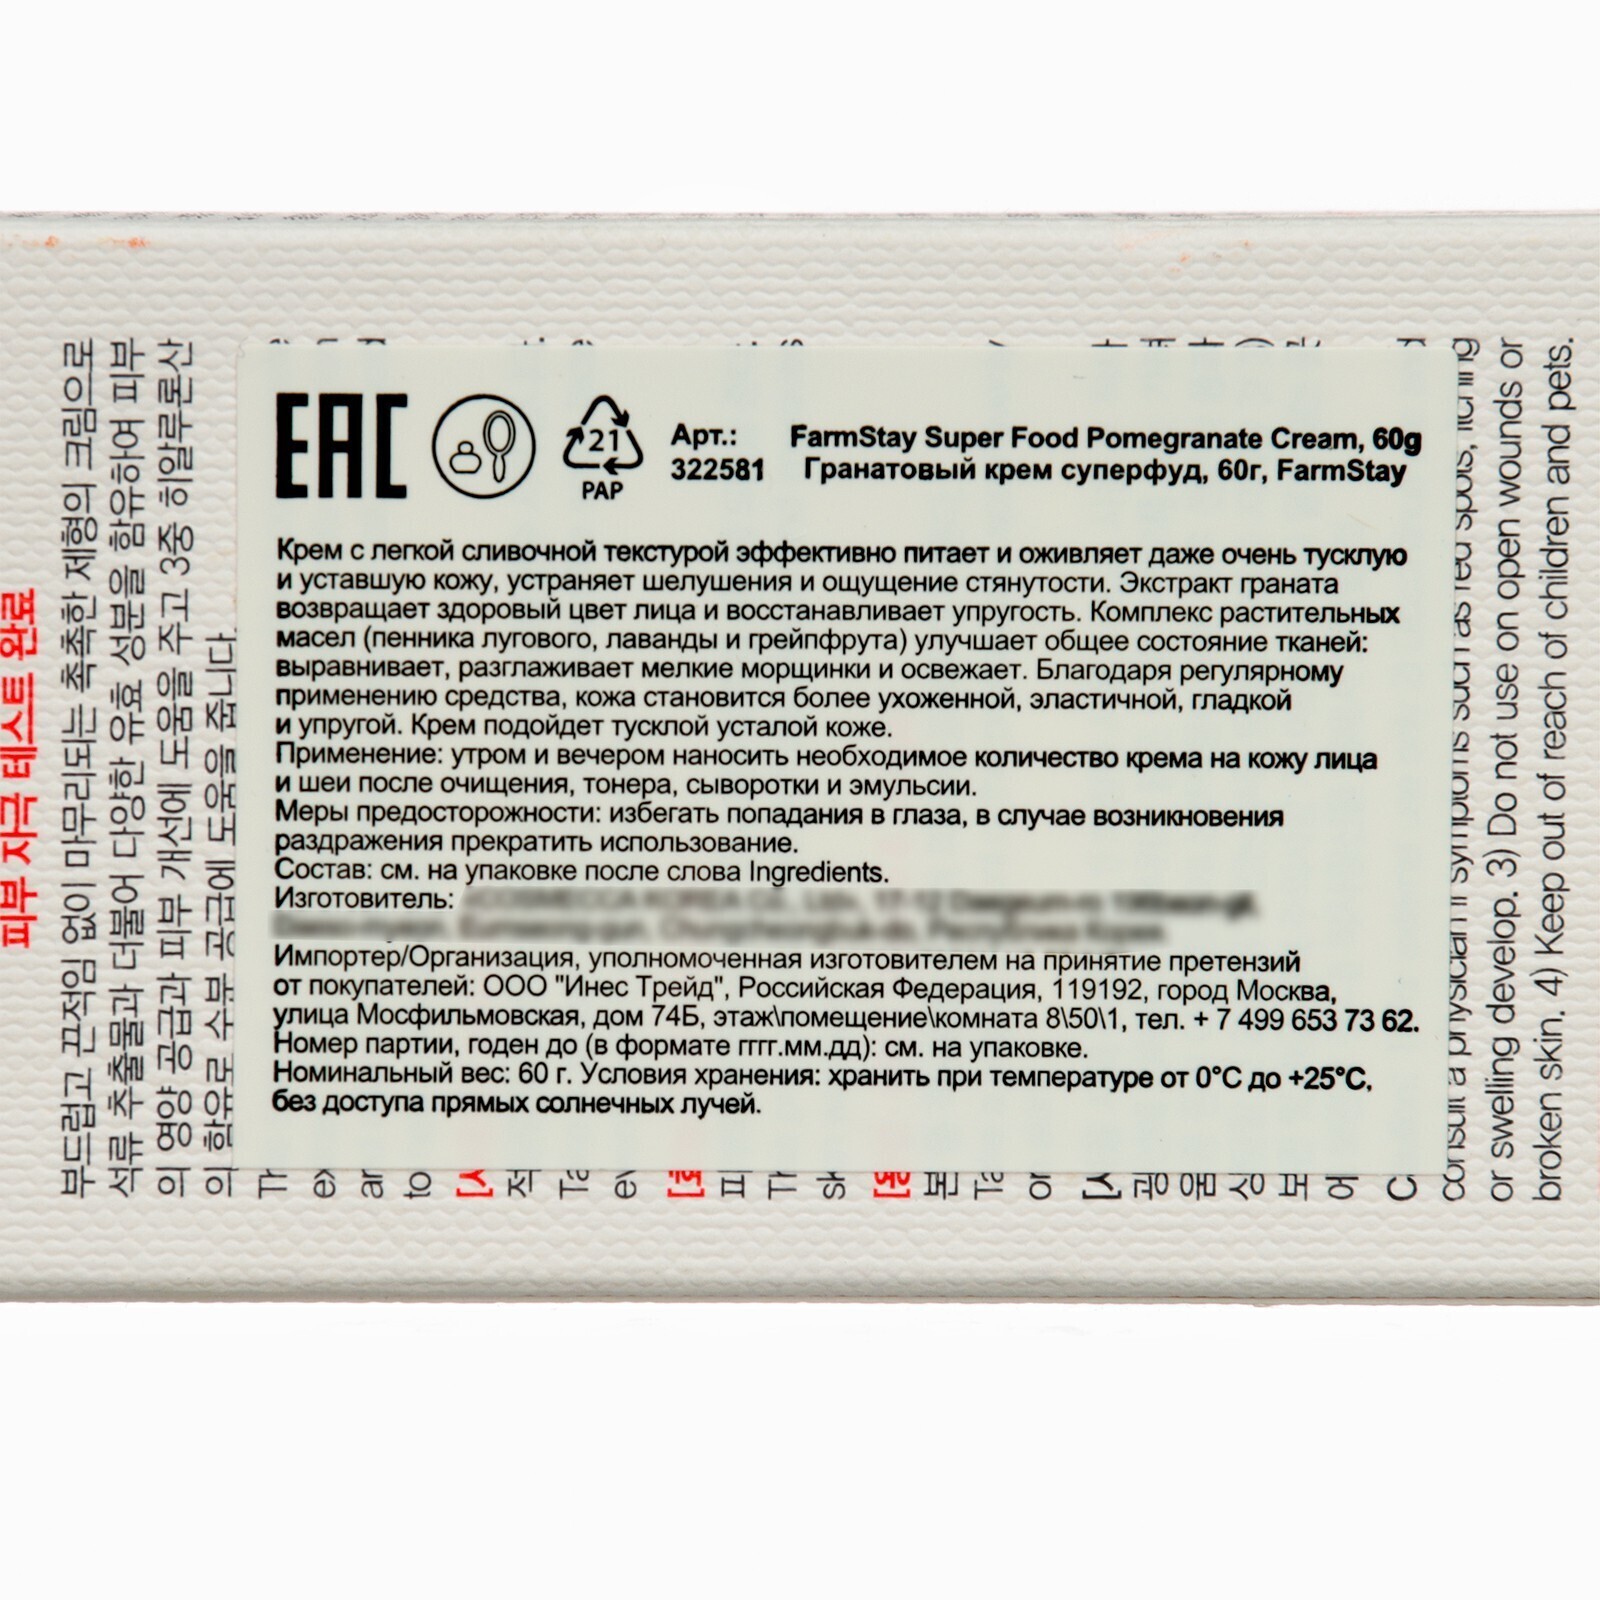 피부 자극 테스트 완료
부드럽고 끈적임 없이 마무리되는 촉촉한 제형의 크림으로
석류 추출물과 더불어 다양한 유효 성분을 함유하여 피부
의 영양 공급과 피부 개선에 도움을 주고 3중 히알루론산
의 함유로 수분 공급에 도움을 줍니다.
EAC
21
PAP
Арт.:
322581
FarmStay Super Food Pomegranate Cream, 60g
Гранатовый крем суперфуд, 60г, FarmStay
Крем с легкой сливочной текстурой эффективно питает и оживляет даже очень тусклую
и уставшую кожу, устраняет шелушения и ощущение стянутости. Экстракт граната
возвращает здоровый цвет лица и восстанавливает упругость. Комплекс растительных
масел (пенника лугового, лаванды и грейпфрута) улучшает общее состояние тканей:
выравнивает, разглаживает мелкие морщинки и освежает. Благодаря регулярному
применению средства, кожа становится более ухоженной, эластичной, гладкой
и упругой. Крем подойдет тусклой усталой коже.
Применение: утром и вечером наносить необходимое количество крема на кожу лица
и шеи после очищения, тонера, сыворотки и эмульсии.
Меры предосторожности: избегать попадания в глаза, в случае возникновения
раздражения прекратить использование.
Состав: см. на упаковке после слова Ingredients.
Изготовитель:
Импортер/Организация, уполномоченная изготовителем на принятие претензий
от покупателей: ООО "Инес Трейд", Российская Федерация, 119192, город Москва,
улица Мосфильмовская, дом 74Б, этаж\помещение\комната 8\50\1, тел. + 7 499 653 73 62.
Номер партии, годен до (в формате гггг.мм.дд): см. на упаковке.
Номинальный вес: 60 г. Условия хранения: хранить при температуре от 0°С до +25°С,
без доступа прямых солнечных лучей.
consult a physician if symptoms such as red spots, itching
or swelling develop. 3) Do not use on open wounds or
broken skin. 4) Keep out of reach of children and pets.